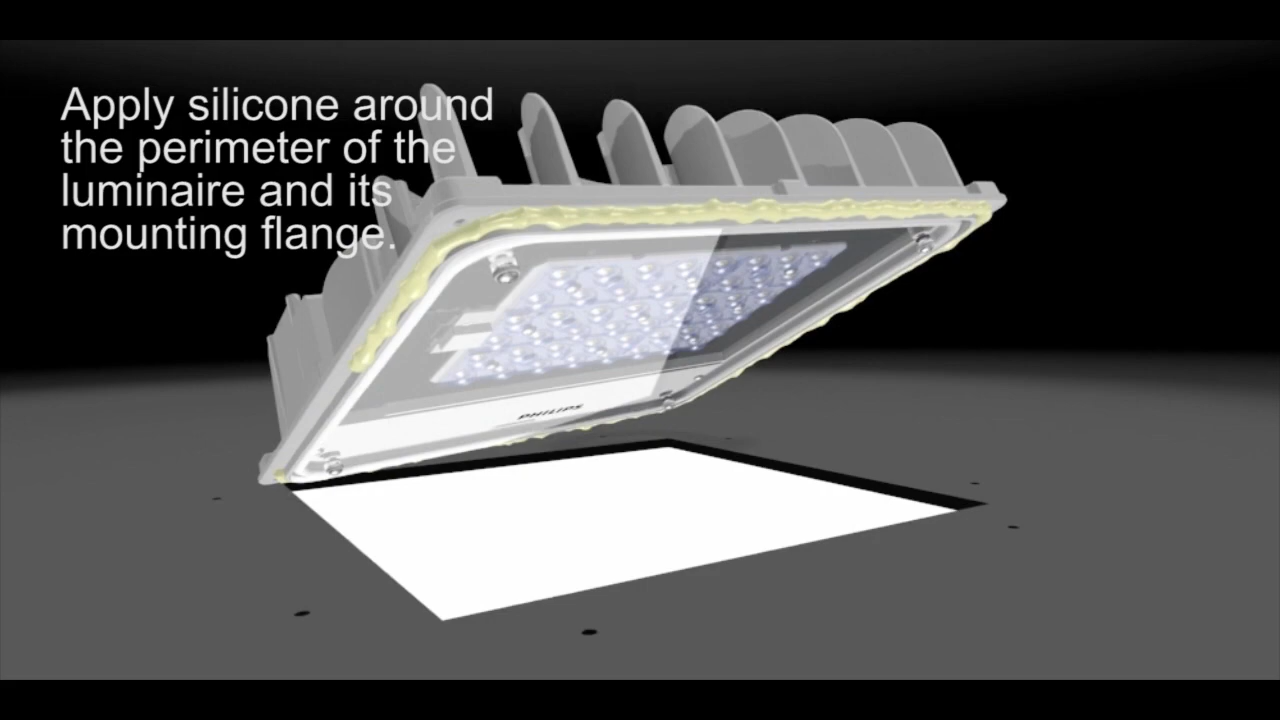 Apply silicone around
the perimeter of the
luminaire and its
mounting flange.
PHILIPS